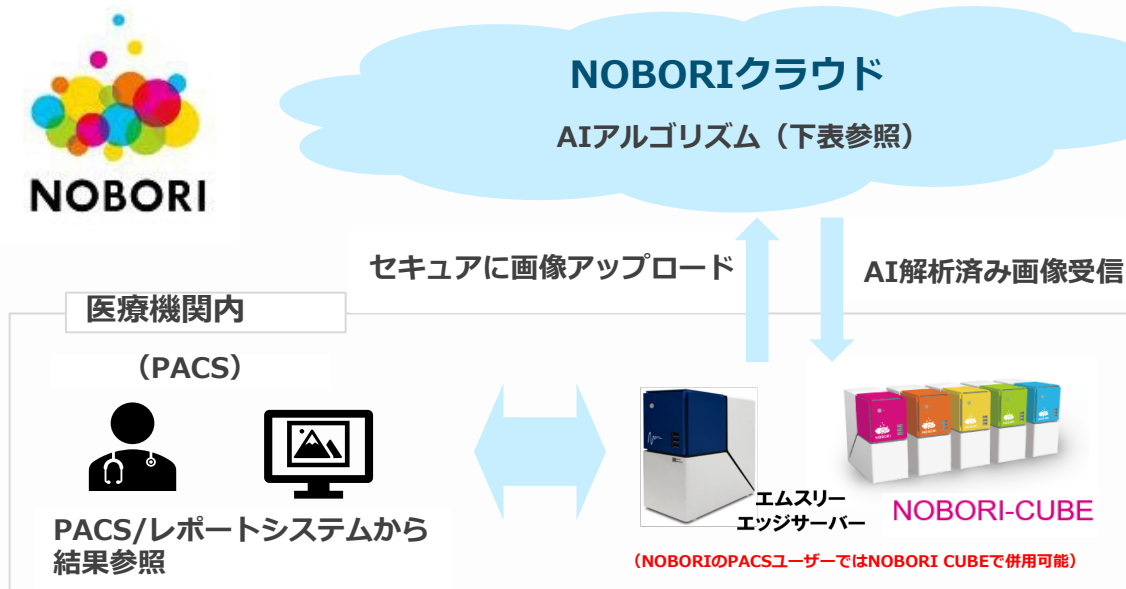 NOBORI
NOBORIクラウド
AIアルゴリズム（下表参照）
セキュアに画像アップロード
AI解析済み画像受信
医療機関内
（PACS）
PACS/レポートシステムから
結果参照
エムスリー
エッジサーバー
NOBORI-CUBE
（NOBORIのPACSユーザーではNOBORI CUBEで併用可能）